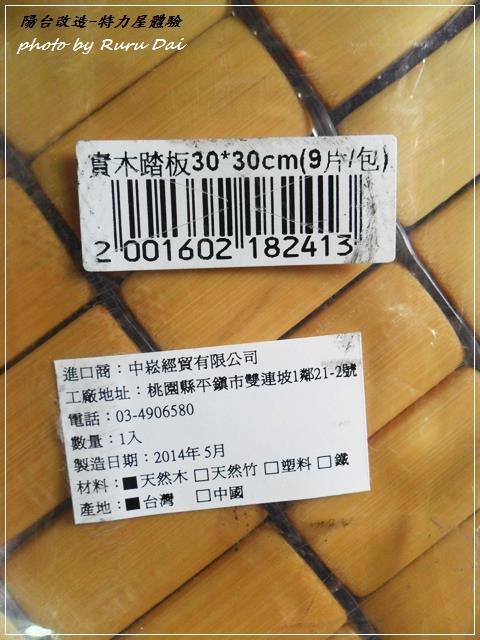 陽台改造-特力屋體驗
photo by Ruru Dai
實木踏板30*30cm(9片/包)
2 001602 182413
進口商：中崧經貿有限公司
工廠地址：桃園縣平鎮市雙連坡1鄰21-2號
電話：03-4906580
數量：1入
製造日期：2014年5月
材料：■天然木 □天然竹 □塑料 □鐵
產地：■台灣 □中國